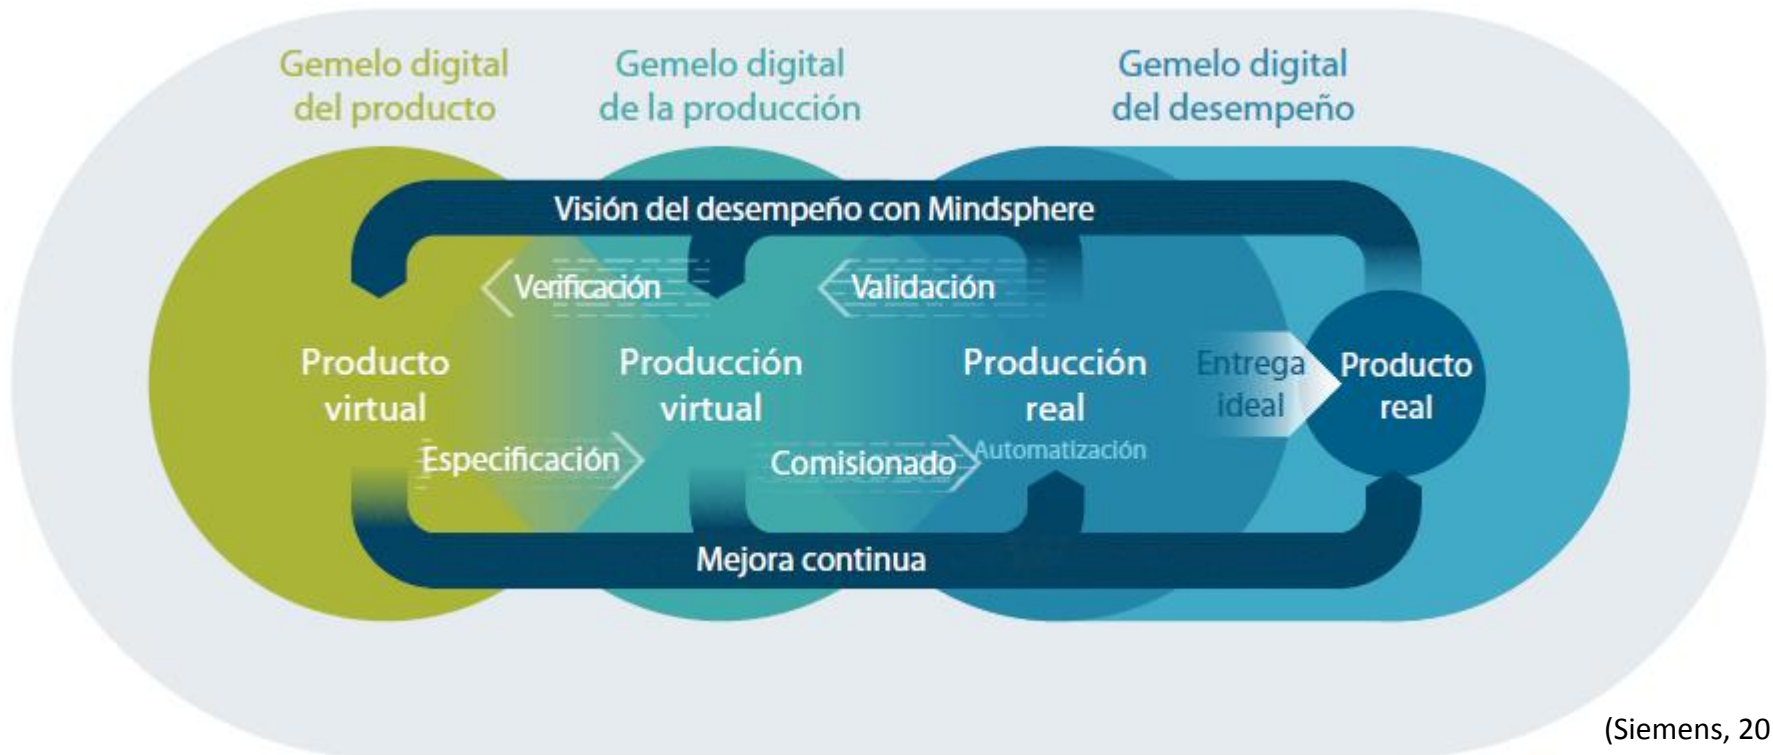 Gemelo digital
del producto
Gemelo digital
de la producción
Gemelo digital
del desempeño
Visión del desempeño con Mindsphere
Verificación
Validación
Producto
virtual
Producción
virtual
Producción
real
Automatización
Entrega
ideal
Producto
real
Especificación
Comisionado
Mejora continua
(Siemens, 20